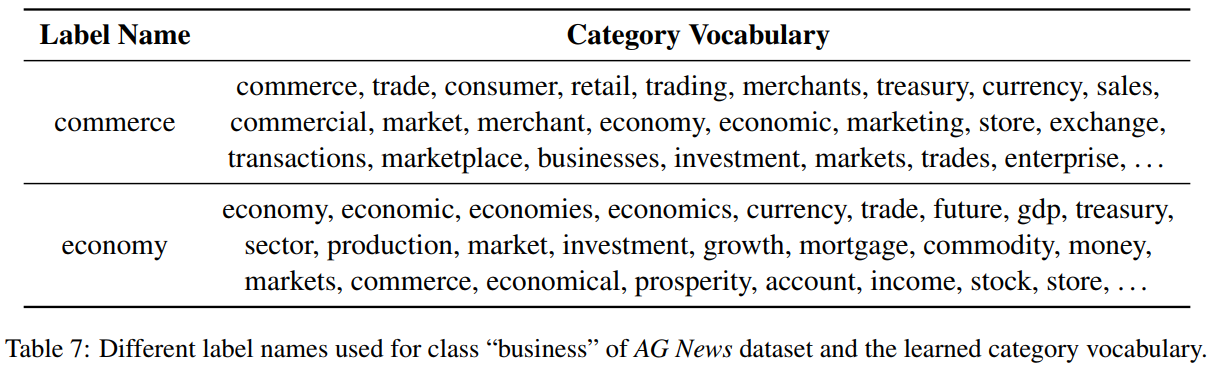 Label Name Category Vocabulary
commerce, trade, consumer, retail, trading, merchants, treasury, currency, sales,
commerce commercial, market, merchant, economy, economic, marketing, store, exchange,
transactions, marketplace, businesses, investment, markets, trades, enterprise, ...
economy, economic, economies, economics, currency, trade, future, gdp, treasury,
economy sector, production, market, investment, growth, mortgage, commodity, money,
markets, commerce, economical, prosperity, account, income, stock, store, ...
Table 7: Different label names used for class “business” of AG News dataset and the learned category vocabulary.